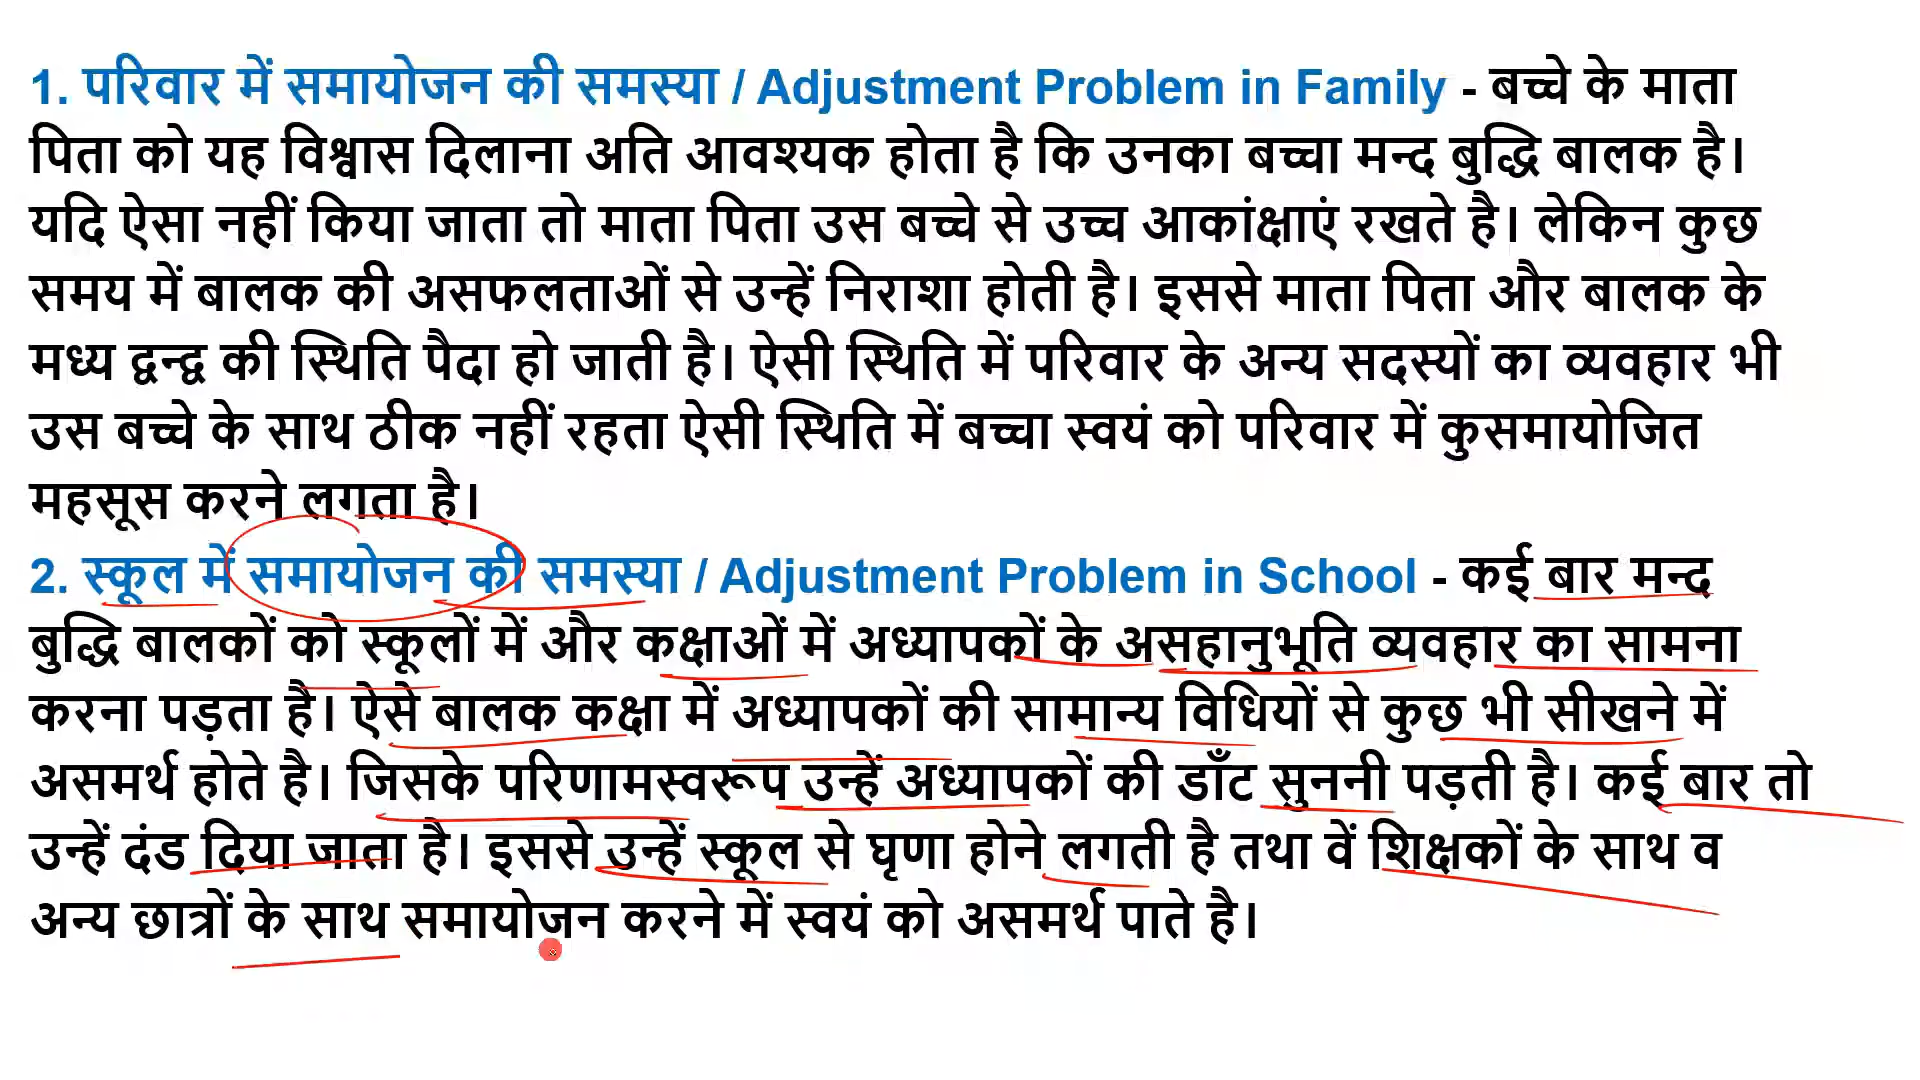 1. परिवार में समायोजन की समस्या / Adjustment Problem in Family - बच्चे के माता
पिता को यह विश्वास दिलाना अति आवश्यक होता है कि उनका बच्चा मन्द बुद्धि बालक है।
यदि ऐसा नहीं किया जाता तो माता पिता उस बच्चे से उच्च आकांक्षाएं रखते है। लेकिन कुछ
समय में बालक की असफलताओं से उन्हें निराशा होती है। इससे माता पिता और बालक के
मध्य द्वन्द्व की स्थिति पैदा हो जाती है। ऐसी स्थिति में परिवार के अन्य सदस्यों का व्यवहार भी
उस बच्चे के साथ ठीक नहीं रहता ऐसी स्थिति में बच्चा स्वयं को परिवार में कुसमायोजित
महसूस करने लगता है।
2. स्कूल में समायोजन की समस्या / Adjustment Problem in School - कई बार मन्द
बुद्धि बालकों को स्कूलों में और कक्षाओं में अध्यापकों के असहानुभूति व्यवहार का सामना
करना पड़ता है। ऐसे बालक कक्षा में अध्यापकों की सामान्य विधियों से कुछ भी सीखने में
असमर्थ होते है। जिसके परिणामस्वरूप उन्हें अध्यापकों की डाँट सुननी पड़ती है। कई बार तो
उन्हें दंड दिया जाता है। इससे उन्हें स्कूल से घृणा होने लगती है तथा वें शिक्षकों के साथ व
अन्य छात्रों के साथ समायोजन करने में स्वयं को असमर्थ पाते है।